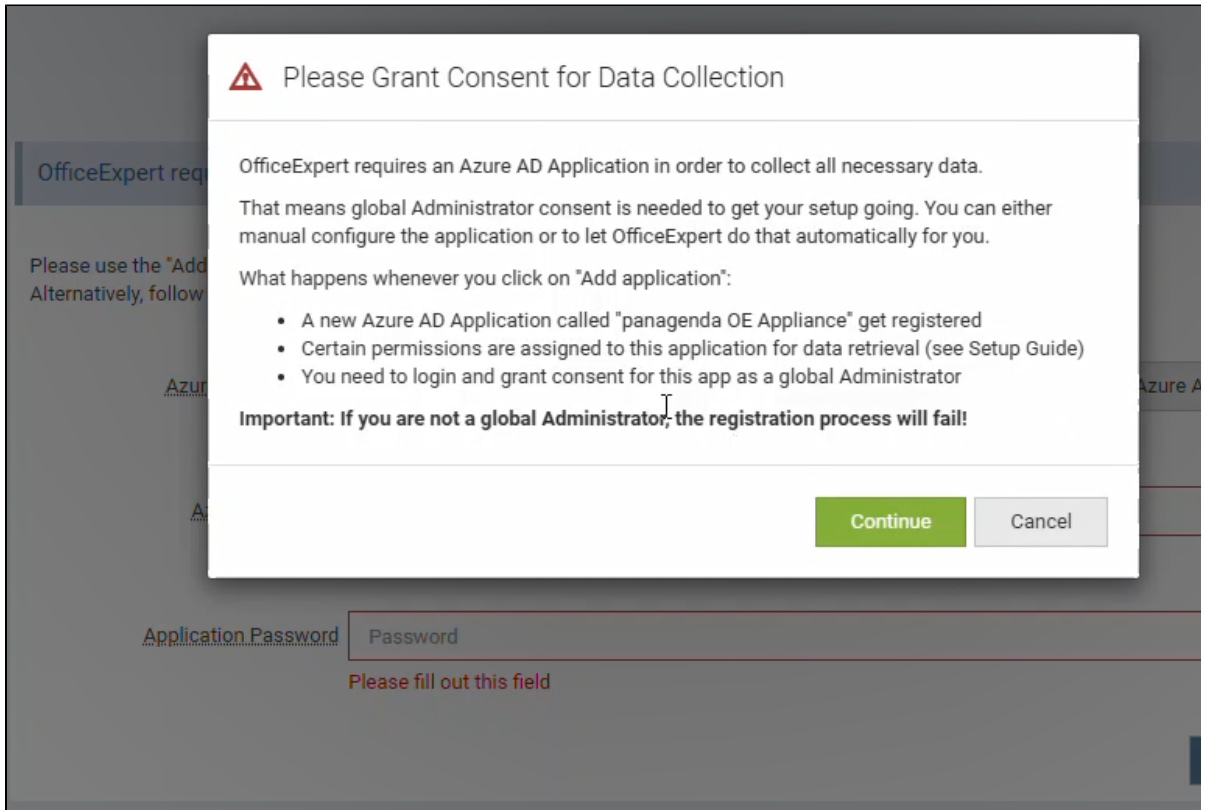 Please Grant Consent for Data Collection
OfficeExpert requires an Azure AD Application in order to collect all necessary data.
That means global Administrator consent is needed to get your setup going. You can either
manual configure the application or to let OfficeExpert do that automatically for you.
What happens whenever you click on "Add application":
• A new Azure AD Application called "panagenda OE Appliance" get registered
• Certain permissions are assigned to this application for data retrieval (see Setup Guide)
• You need to login and grant consent for this app as a global Administrator
Important: If you are not a global Administrator, the registration process will fail!
Continue
Cancel
OfficeExpert
Please use the "Add
Alternatively, follow
Azure A
Application Password
Password
Please fill out this field